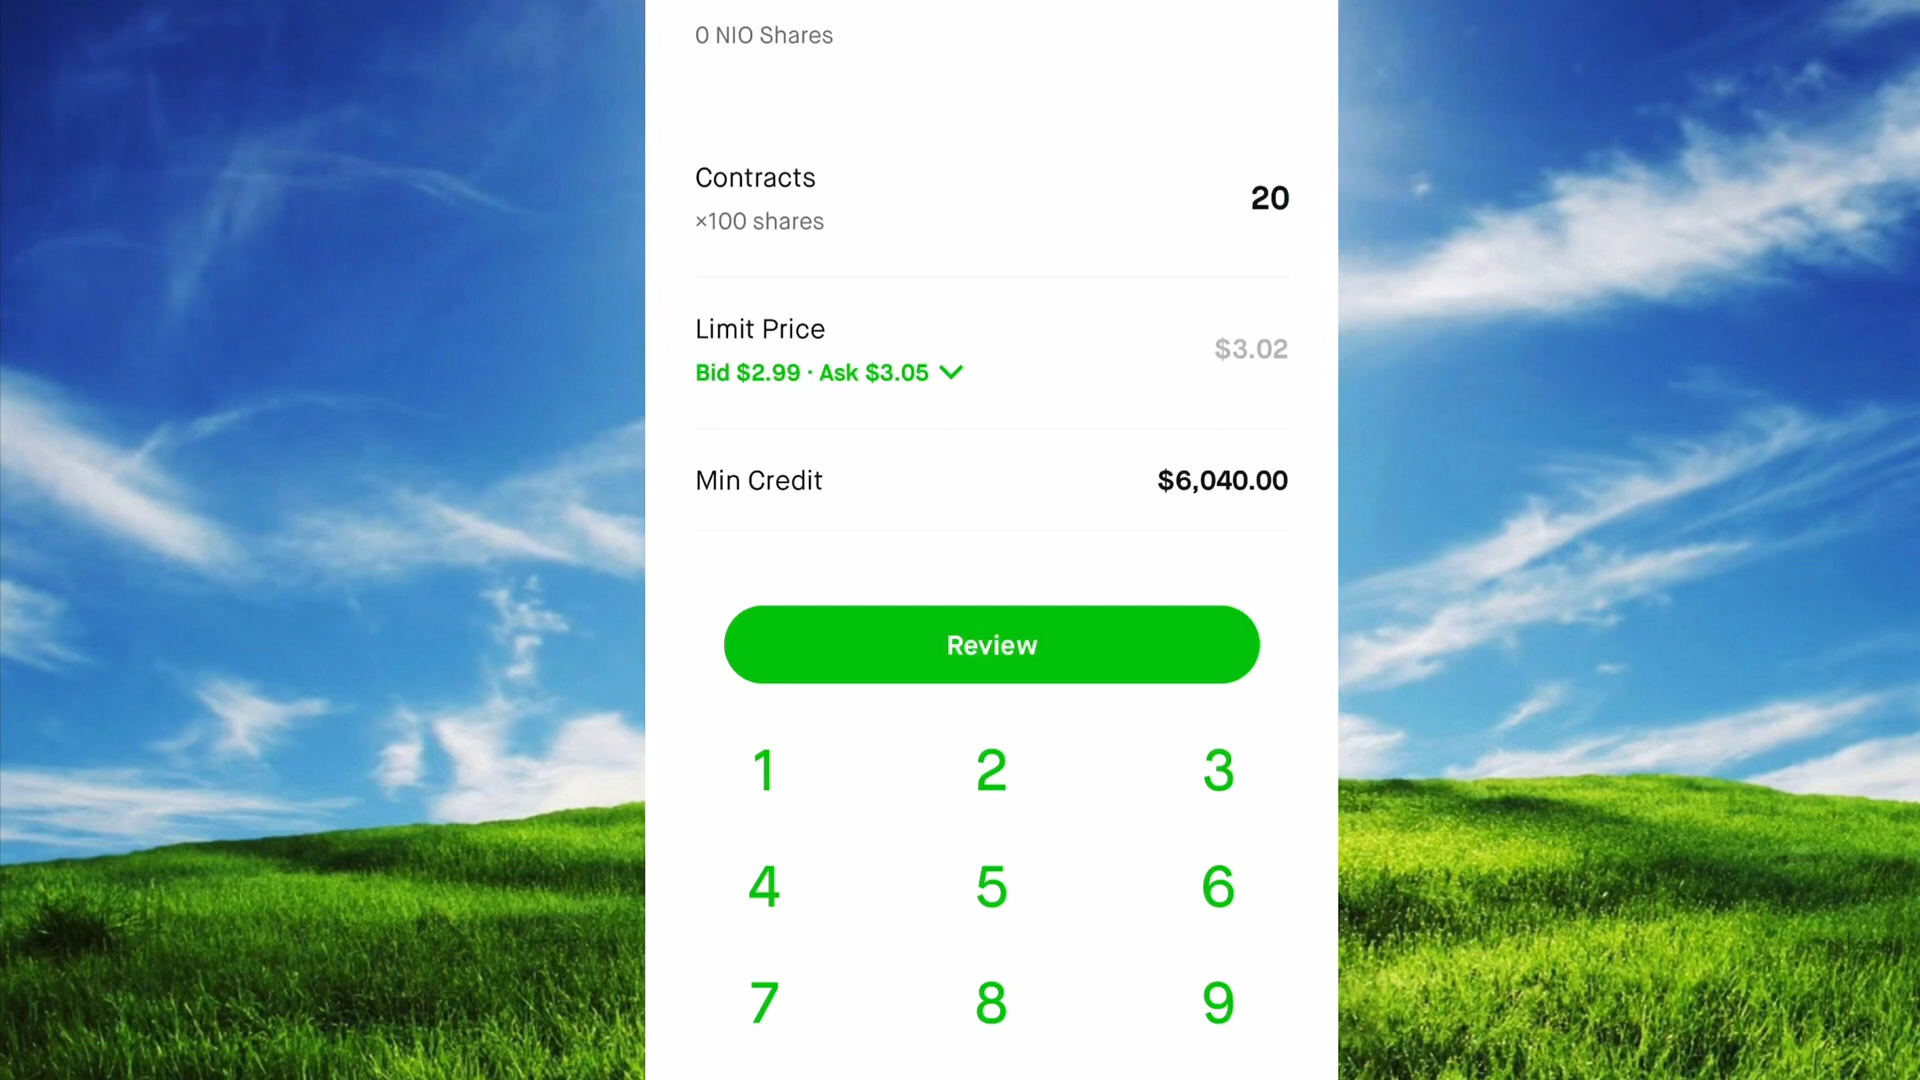 0 NIO Shares
Contracts
×100 shares
20
Limit Price
Bid $2.99 · Ask $3.05
$3.02
Min Credit
$6,040.00
Review
1 2 3
4 5 6
7 8 9